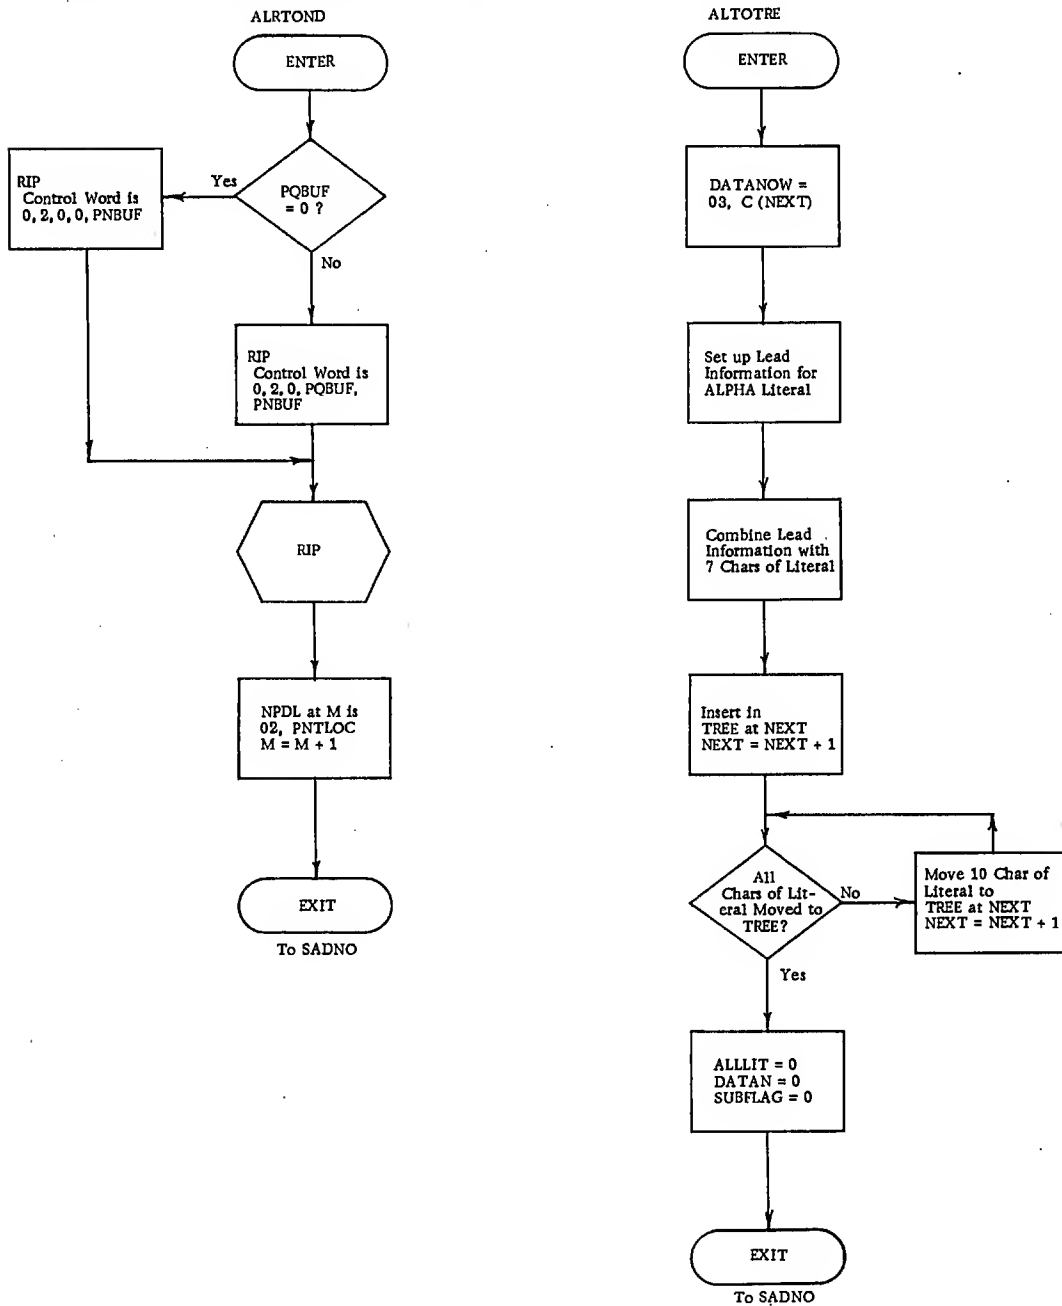 ALRTOND
ENTER
PQBUF
= 0 ?
Yes
No
RIP
Control Word is
0, 2, 0, 0, PNBUF
RIP
Control Word is
0, 2, 0, PQBUF,
PNBUF
RIP
NPDL at M is
02, PNTLOC
M = M + 1
EXIT
To SADNO
ALTOTRE
ENTER
DATANOW =
03, C (NEXT)
Set up Lead
Information for
ALPHA Literal
Combine Lead
Information with
7 Chars of Literal
Insert in
TREE at NEXT
NEXT = NEXT + 1
All
Chars of Lit-
eral Moved to
TREE?
No
Move 10 Char of
Literal to
TREE at NEXT
NEXT = NEXT + 1
Yes
ALLLIT = 0
DATAN = 0
SUBFLAG = 0
EXIT
To SADNO